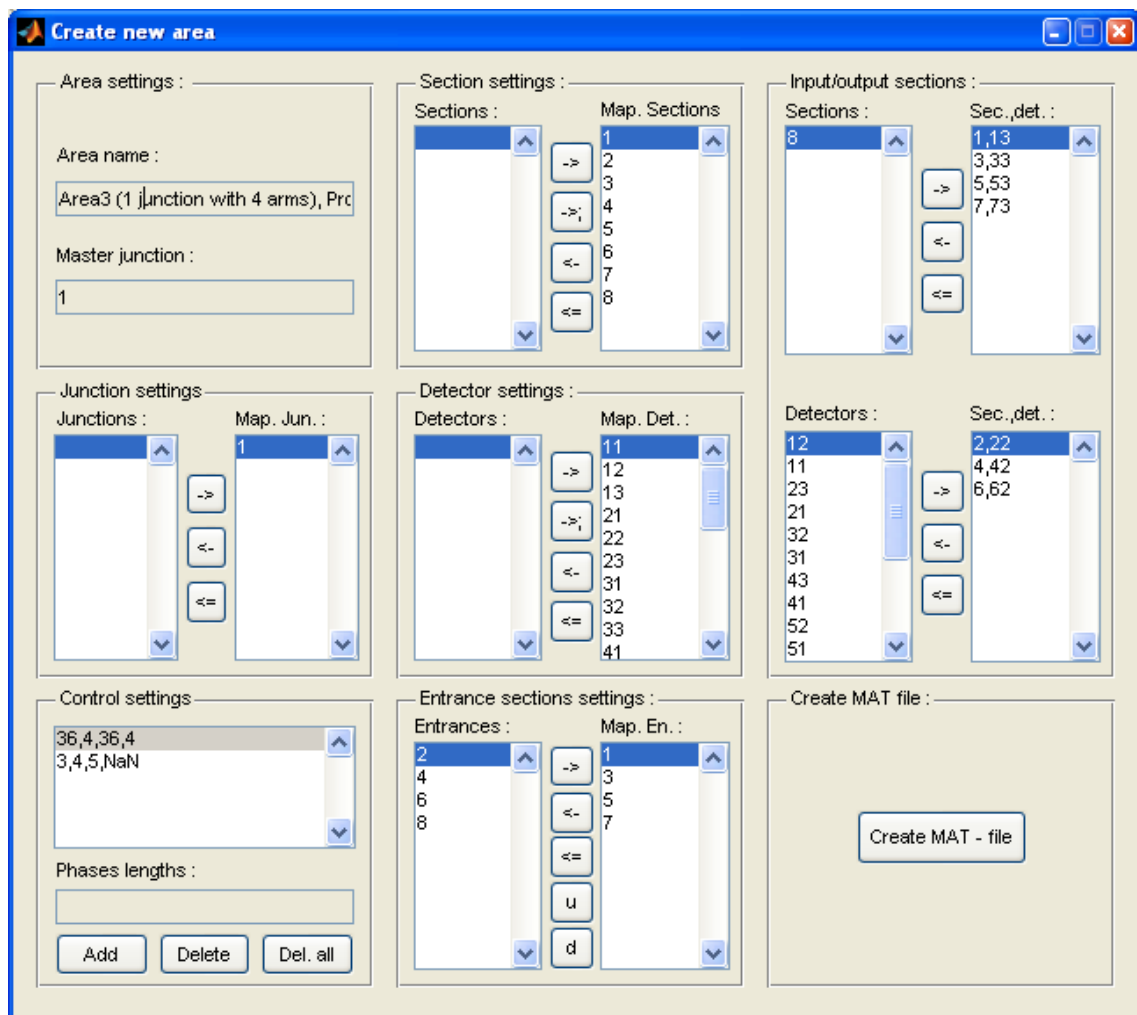 Create new area
Area settings :
Area name :
Area3 (1 junction with 4 arms), Prc
Master junction :
1
Section settings :
Sections :
Map. Sections
->
->;
<-
<=
1
2
3
4
5
6
7
8
Input/output sections :
Sections :
Sec.,det. :
8
->
<-
<=
1,13
3,33
5,53
7,73
Detectors :
Sec.,det. :
12
11
23
21
32
31
43
41
52
51
->
<-
<=
2,22
4,42
6,62
Junction settings
Junctions :
Map. Jun. :
->
<-
<=
1
Detector settings :
Detectors :
Map. Det. :
->
->;
<-
<=
11
12
13
21
22
23
31
32
33
41
Control settings
36,4,36,4
3,4,5,NaN
Phases lengths :
Add
Delete
Del. all
Entrance sections settings :
Entrances :
Map. En. :
2
4
6
8
->
<-
<=
u
d
1
3
5
7
Create MAT file :
Create MAT - file